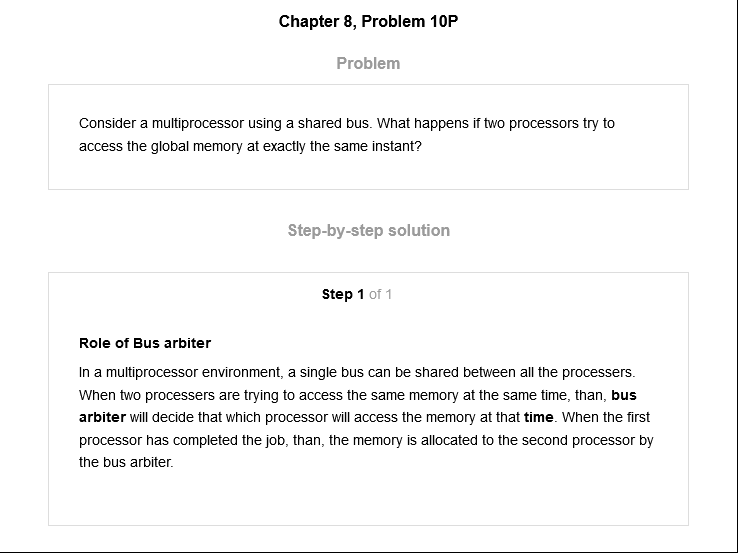 Chapter 8, Problem 10P
Problem
Consider a multiprocessor using a shared bus. What happens if two processors try to
access the global memory at exactly the same instant?
Step-by-step solution
Step 1 of 1
Role of Bus arbiter
In a multiprocessor environment, a single bus can be shared between all the processers.
When two processers are trying to access the same memory at the same time, than, bus
arbiter will decide that which processor will access the memory at that time. When the first
processor has completed the job, than, the memory is allocated to the second processor by
the bus arbiter.